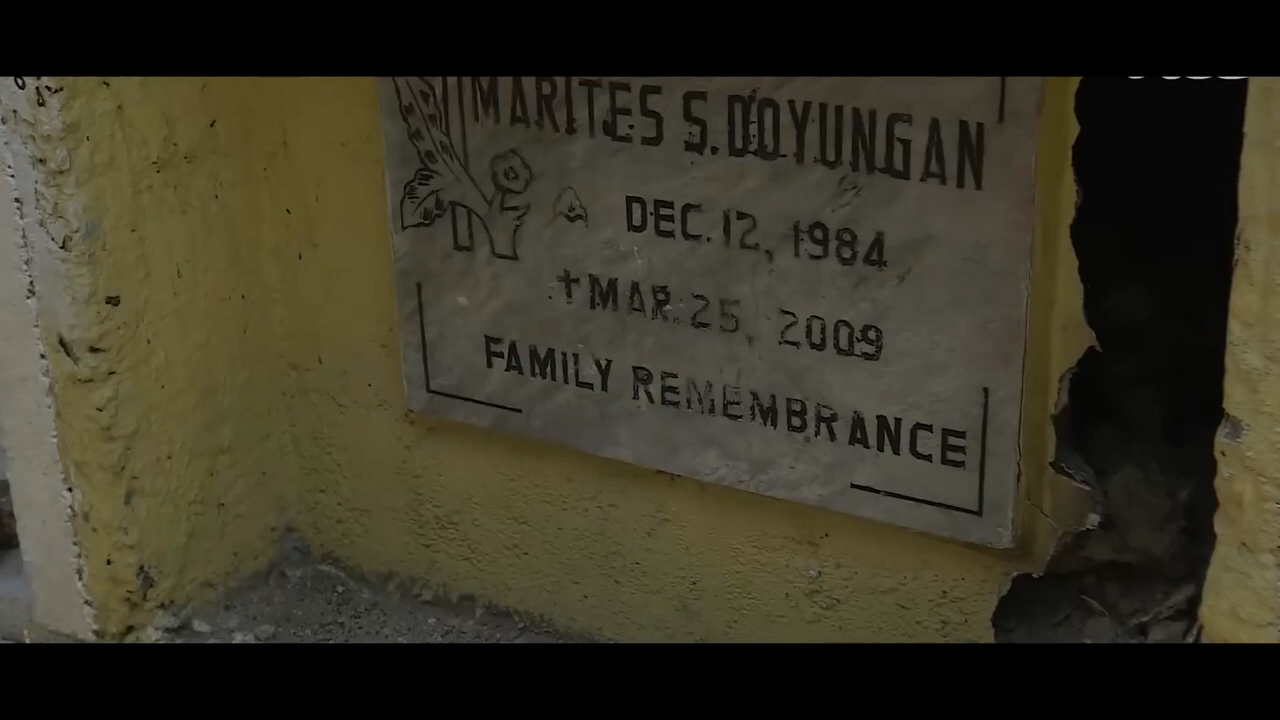 MARITES S. DOYUNGAN
DEC. 12, 1984
✝MAR. 25, 2009
FAMILY REMEMBRANCE